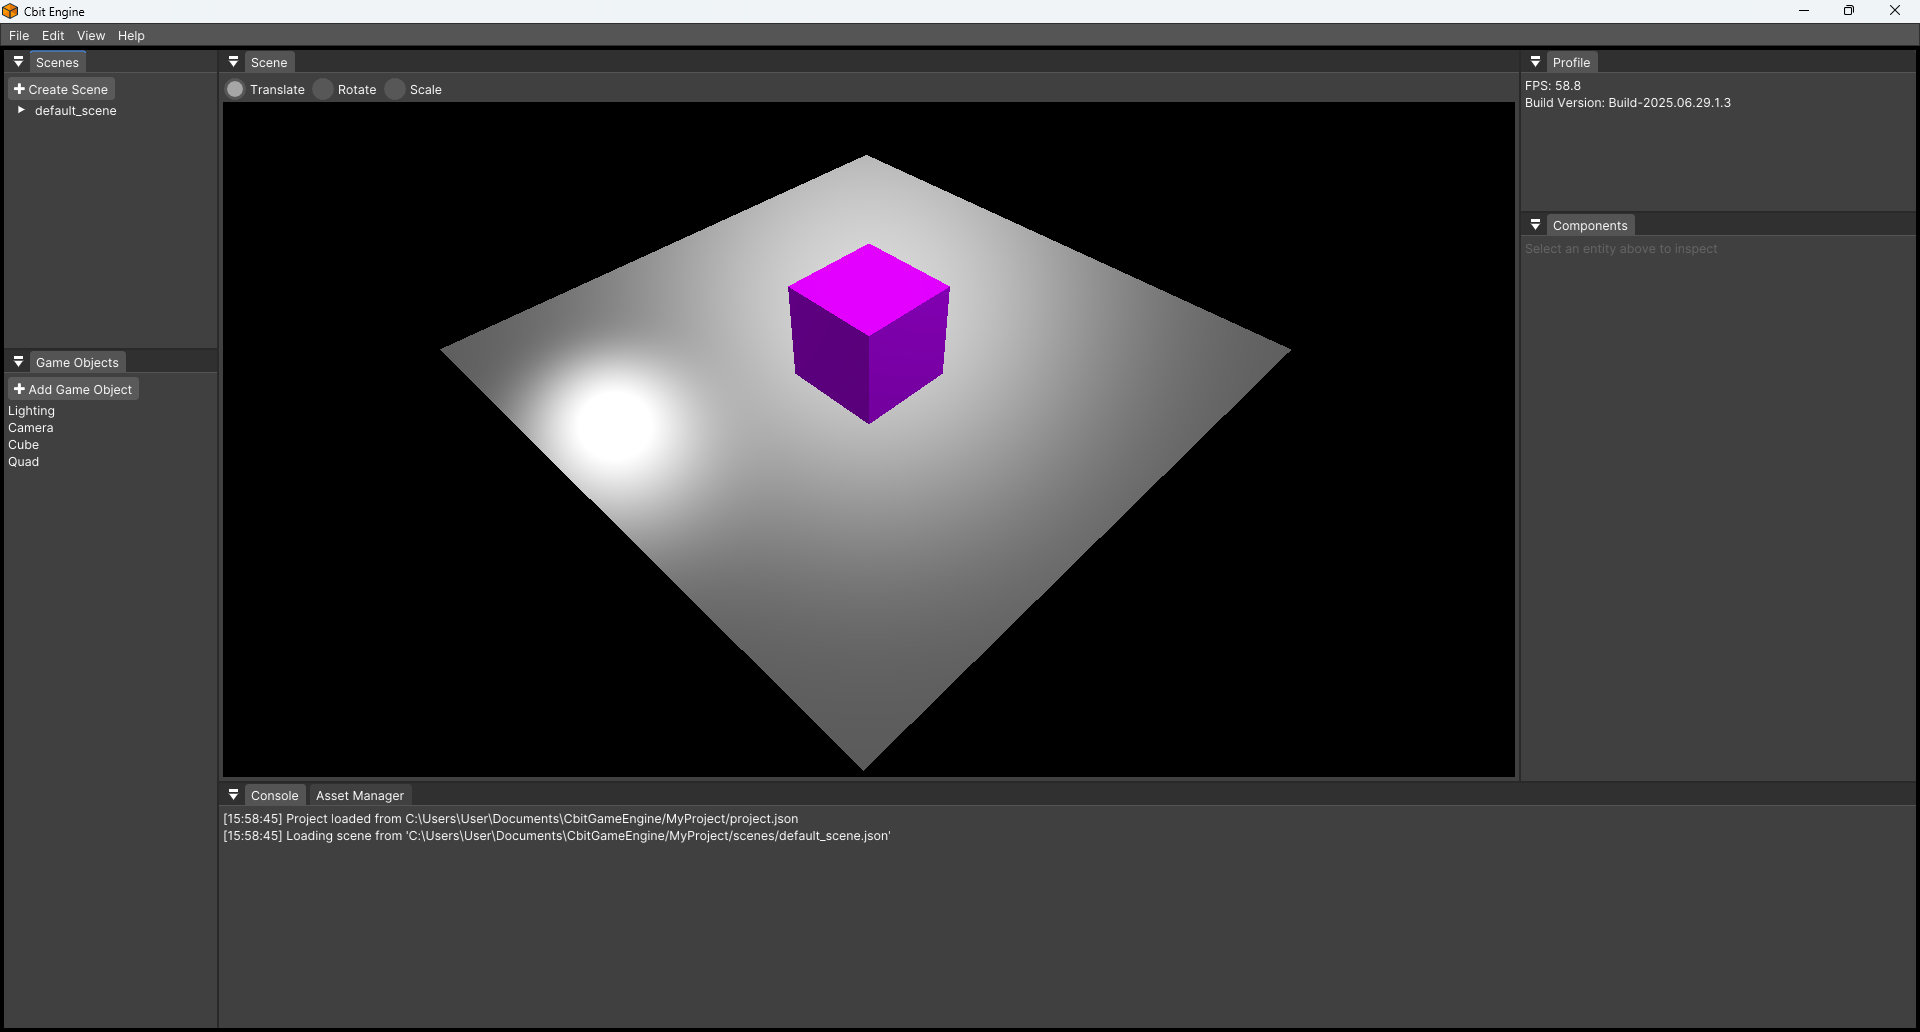 Cbit Engine
File Edit View Help
Scenes
Create Scene
default_scene
Game Objects
Add Game Object
Lighting
Camera
Cube
Quad
Scene
Translate Rotate Scale
Console Asset Manager
[15:58:45] Project loaded from C:\Users\User\Documents\CbitGameEngine/MyProject/project.json
[15:58:45] Loading scene from 'C:\Users\User\Documents\CbitGameEngine/MyProject/scenes/default_scene.json'
Profile
FPS: 58.8
Build Version: Build-2025.06.29.1.3
Components
Select an entity above to inspect